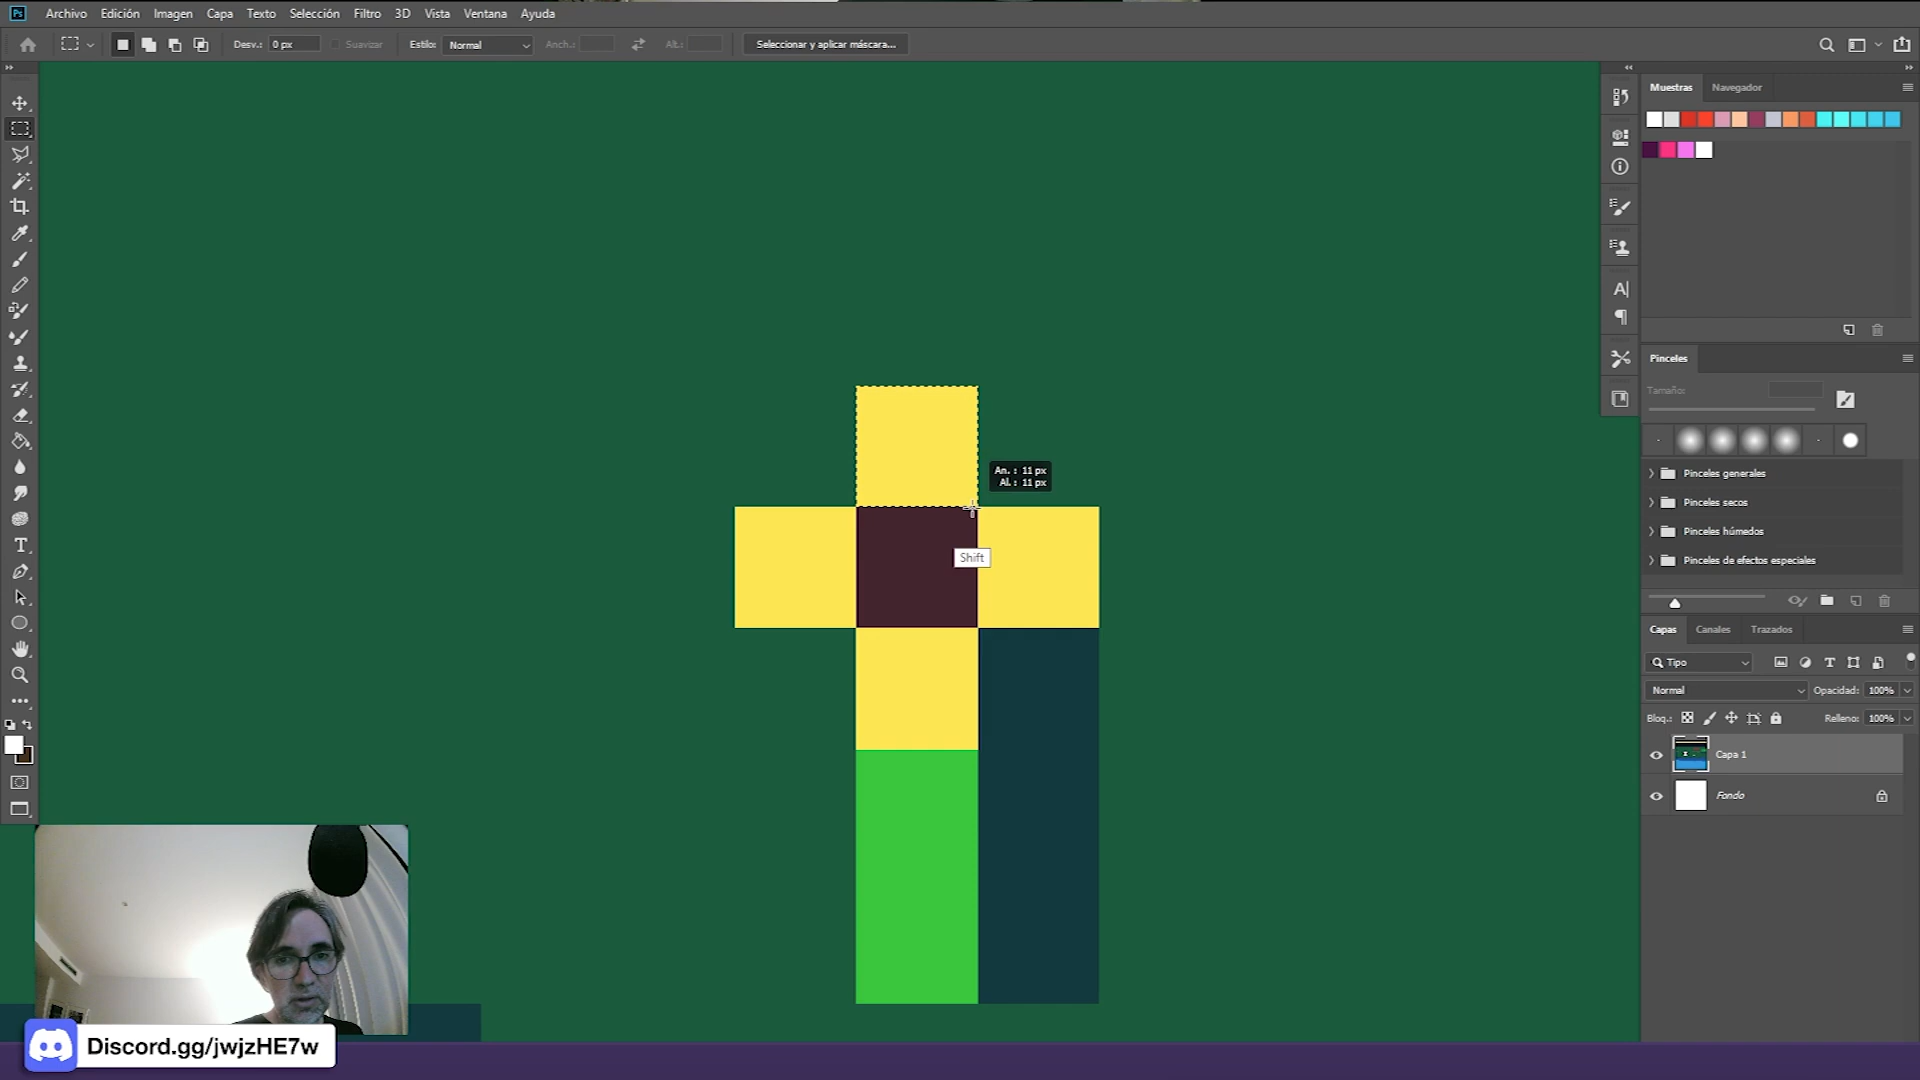 Ps Archivo Edición Imagen Capa Texto Selección Filtro 3D Vista Ventana Ayuda
Desv.: 0 px Suavizar Estilo: Normal Anch.: Alt.: Seleccionar y aplicar máscara...
Muestras Navegador
Pinceles
Tamaño:
An. : 11 px
Al. : 11 px
Shift
Pinceles generales
Pinceles secos
Pinceles húmedos
Pinceles de efectos especiales
Capas Canales Trazados
Tipo
Normal Opacidad: 100%
Bloq.: Relleno: 100%
Capa 1
Fondo
Discord.gg/jwjzHE7w